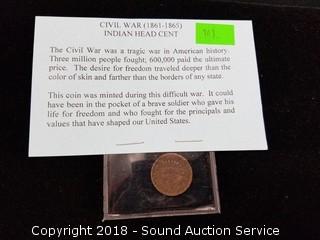 CIVIL WAR (1861-1865)
INDIAN HEAD CENT
The Civil War was a tragic war in American history.
Three million people fought; 600,000 paid the ultimate
price. The desire for freedom traveled deeper than the
color of skin and farther than the borders of any state.
This coin was minted during this difficult war. It could
have been in the pocket of a brave soldier who gave his
life for freedom and who fought for the principals and
values that have shaped our United States.
Copyright 2018 - Sound Auction Service